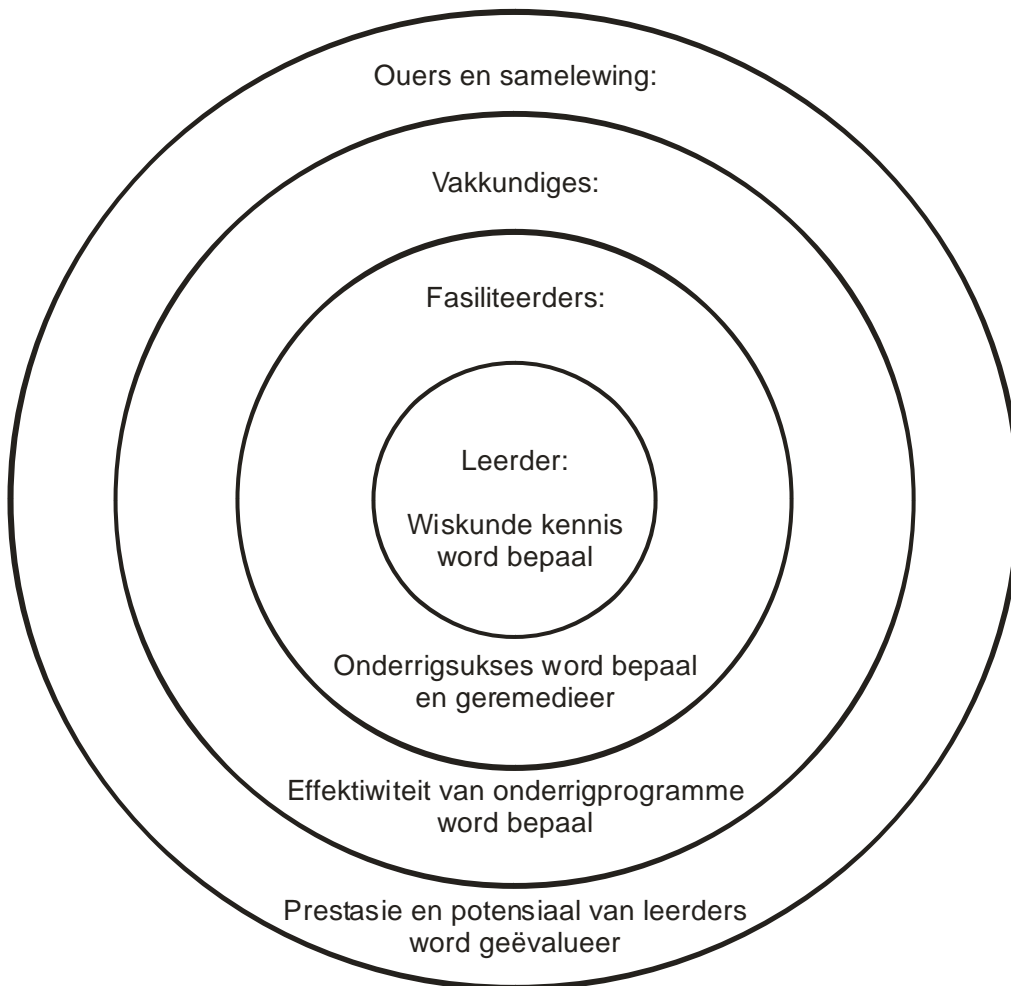 Ouers en samelewing:
Vakkundiges:
Fasiliteerders:
Leerder:
Wiskunde kennis
word bepaal
Onderrigsukses word bepaal
en geremedieer
Effektiwiteit van onderrigprogramme
word bepaal
Prestasie en potensiaal van leerders
word geëvalueer